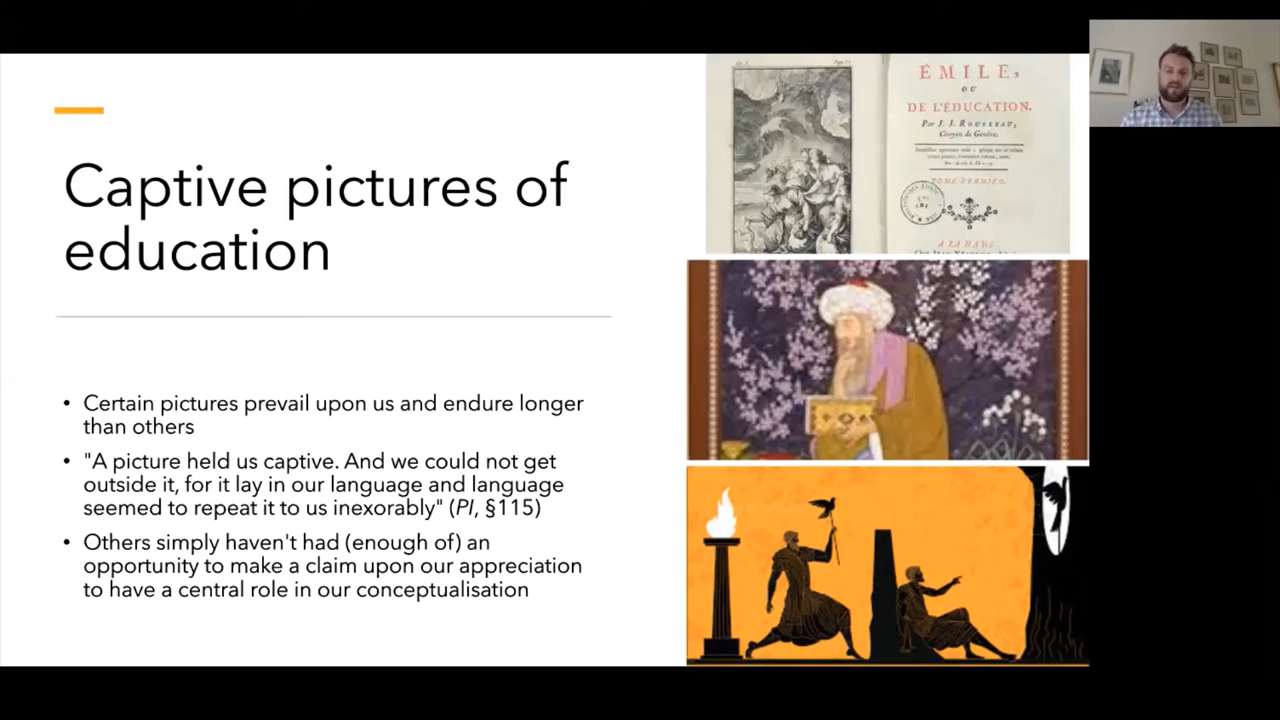 Captive pictures of
education
• Certain pictures prevail upon us and endure longer
than others
• "A picture held us captive. And we could not get
outside it, for it lay in our language and language
seemed to repeat it to us inexorably" (PI, §115)
• Others simply haven't had (enough of) an
opportunity to make a claim upon our appreciation
to have a central role in our conceptualisation
ÉMILE,
OU
DE L'ÉDUCATION.
Par J. J. ROUSSEAU,
Citoyen de Genève.
TOME PREMIER.
A LA HAYE,